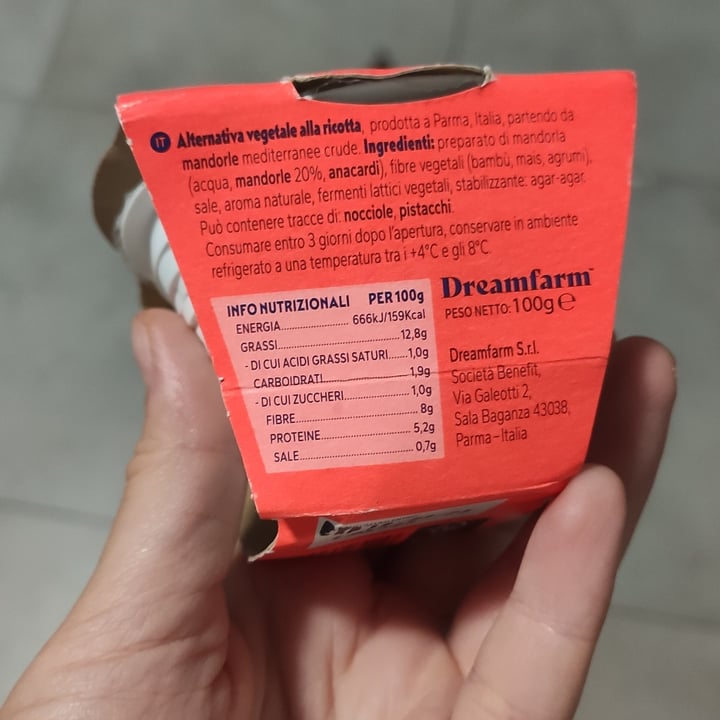 IT Alternativa vegetale alla ricotta, prodotta a Parma, Italia, partendo da
mandorle mediterranee crude. Ingredienti: preparato di mandorla
(acqua, mandorle 20%, anacardi), fibre vegetali (bambù, mais, agrumi),
sale, aroma naturale, fermenti lattici vegetali, stabilizzante: agar-agar.
Può contenere tracce di: nocciole, pistacchi.
Consumare entro 3 giorni dopo l'apertura, conservare in ambiente
refrigerato a una temperatura tra i +4°C e gli 8°C.
INFO NUTRIZIONALI PER 100g
ENERGIA.................... 666kJ/159Kcal
GRASSI....................................12,8g
- DI CUI ACIDI GRASSI SATURI......1,0g
CARBOIDRATI............................1,9g
- DI CUI ZUCCHERI.....................1,0g
FIBRE..........................................8g
PROTEINE..................................5,2g
SALE...........................................0,7g
Dreamfarm™
PESO NETTO: 100g e
Dreamfarm S.r.l.
Società Benefit,
Via Galeotti 2,
Sala Baganza 43038,
Parma - Italia